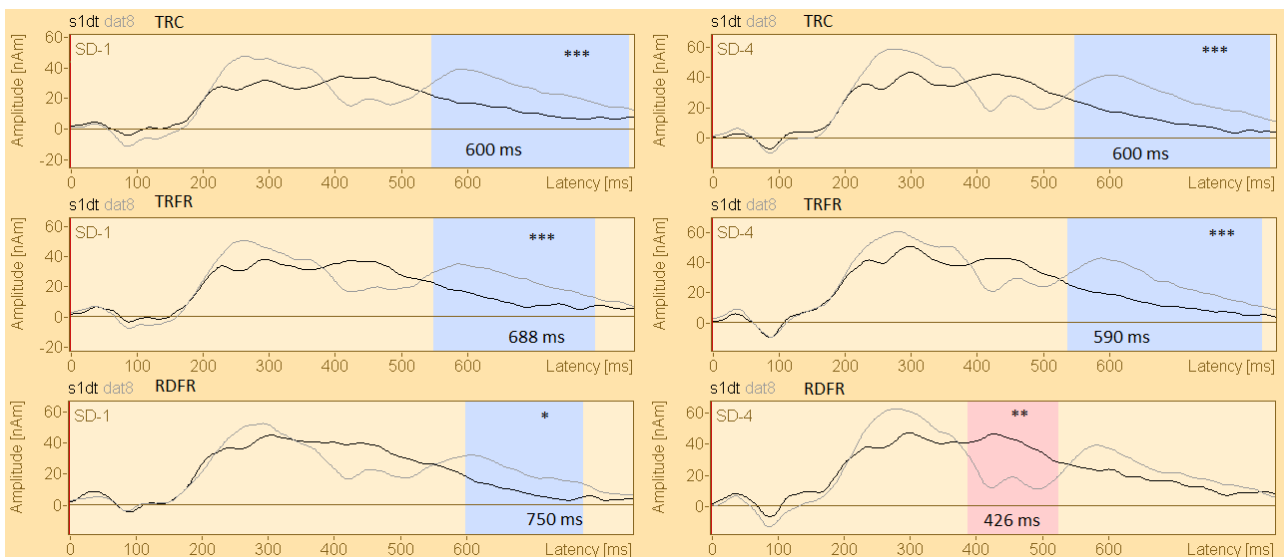 s1dt dat8 TRC
60-
40-
20-
0-
-20-
Amplitude [nAm]
SD-1
***
600 ms
0 100 200 300 400 500 600 Latency [ms]
s1dt dat8 TRC
60-
40-
20-
0-
Amplitude [nAm]
SD-4
***
600 ms
0 100 200 300 400 500 600 Latency [ms]
s1dt dat8 TRFR
60-
40-
20-
0-
-20-
Amplitude [nAm]
SD-1
***
688 ms
0 100 200 300 400 500 600 Latency [ms]
s1dt dat8 TRFR
60-
40-
20-
0-
Amplitude [nAm]
SD-4
***
590 ms
0 100 200 300 400 500 600 Latency [ms]
s1dt dat8 RDFR
60-
40-
20-
0-
Amplitude [nAm]
SD-1
*
750 ms
0 100 200 300 400 500 600 Latency [ms]
s1dt dat8 RDFR
60-
40-
20-
0-
Amplitude [nAm]
SD-4
**
426 ms
0 100 200 300 400 500 600 Latency [ms]